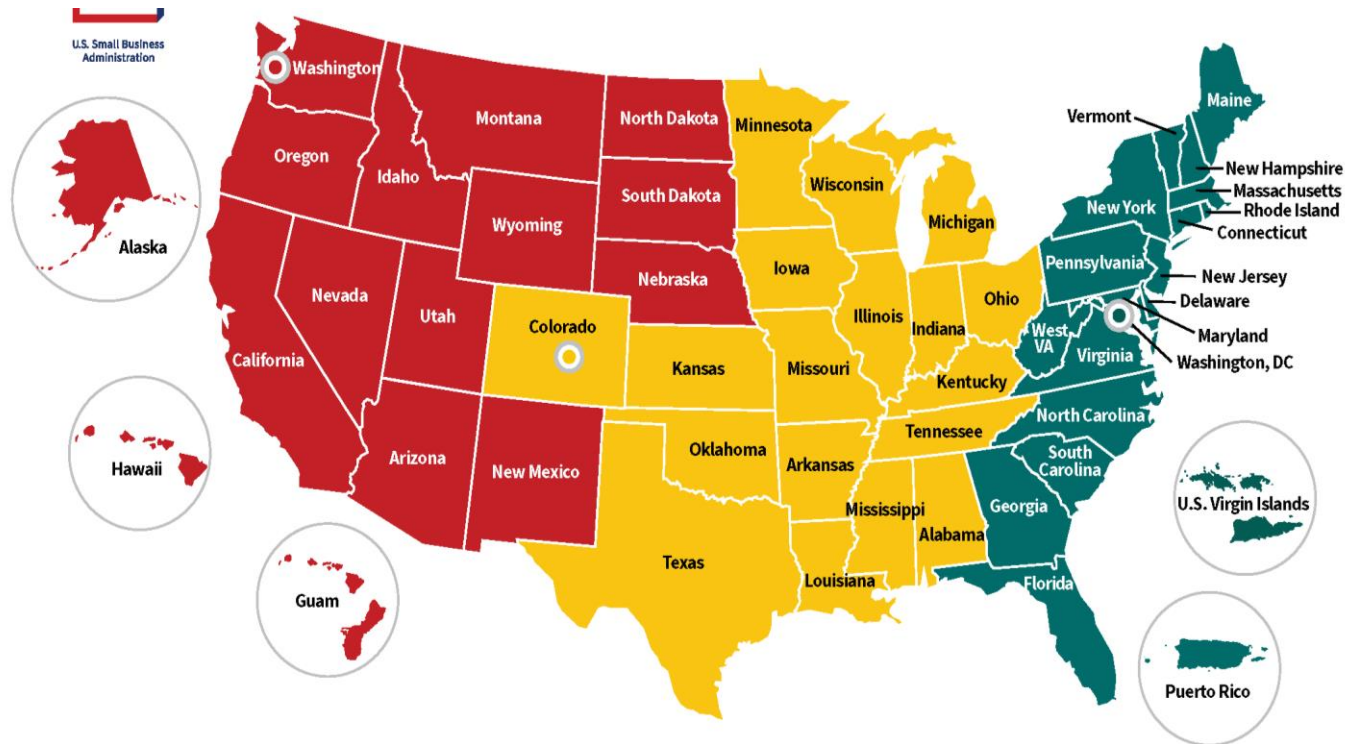 U.S. Small Business
Administration
Washington
Montana
North Dakota
Minnesota
Maine
Vermont
Oregon
Idaho
South Dakota
Wisconsin
Michigan
New York
New Hampshire
Massachusetts
Rhode Island
Connecticut
Wyoming
Alaska
Nebraska
Iowa
Pennsylvania
New Jersey
Nevada
Utah
Colorado
Illinois
Indiana
Ohio
Delaware
Maryland
Washington, DC
California
Kansas
Missouri
West
VA
Virginia
Kentucky
Hawaii
Arizona
New Mexico
Oklahoma
Arkansas
Tennessee
North Carolina
South
Carolina
U.S. Virgin Islands
Mississippi
Alabama
Georgia
Guam
Texas
Louisiana
Florida
Puerto Rico